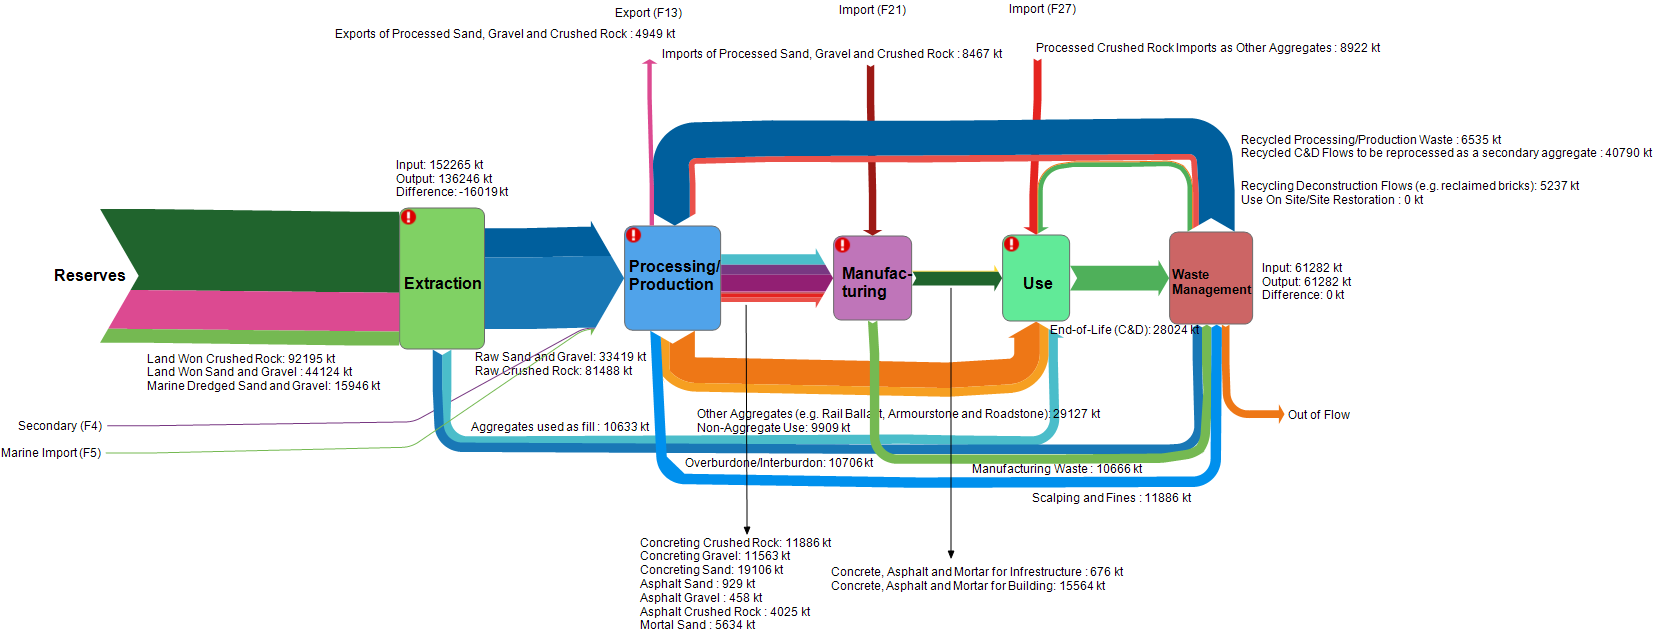 Export (F13)
Import (F21)
Import (F27)
Exports of Processed Sand, Gravel and Crushed Rock : 4949 kt
Imports of Processed Sand, Gravel and Crushed Rock : 8467 kt
Processed Crushed Rock Imports as Other Aggregates : 8922 kt
Recycled Processing/Production Waste : 6535 kt
Recycled C&D Flows to be reprocessed as a secondary aggregate : 40790 kt
Recycling Deconstruction Flows (e.g. reclaimed bricks): 5237 kt
Use On Site/Site Restoration : 0 kt
Input: 152265 kt
Output: 136246 kt
Difference: -16019 kt
Reserves
Extraction
Processing/
Production
Manufac-
turing
Use
Waste
Management
Input: 61282 kt
Output: 61282 kt
Difference: 0 kt
End-of-Life (C&D): 28024 kt
Land Won Crushed Rock: 92195 kt
Land Won Sand and Gravel : 44124 kt
Marine Dredged Sand and Gravel: 15946 kt
Raw Sand and Gravel: 33419 kt
Raw Crushed Rock: 81488 kt
Secondary (F4)
Marine Import (F5)
Aggregates used as fill : 10633 kt
Other Aggregates (e.g. Rail Ballast, Armourstone and Roadstone): 29127 kt
Non-Aggregate Use: 9909 kt
Out of Flow
Overburdone/Interburdon: 10706 kt
Manufacturing Waste : 10666 kt
Scalping and Fines : 11886 kt
Concreting Crushed Rock: 11886 kt
Concreting Gravel: 11563 kt
Concreting Sand: 19106 kt
Asphalt Sand : 929 kt
Asphalt Gravel : 458 kt
Asphalt Crushed Rock : 4025 kt
Mortal Sand : 5634 kt
Concrete, Asphalt and Mortar for Infrestructure : 676 kt
Concrete, Asphalt and Mortar for Building: 15564 kt